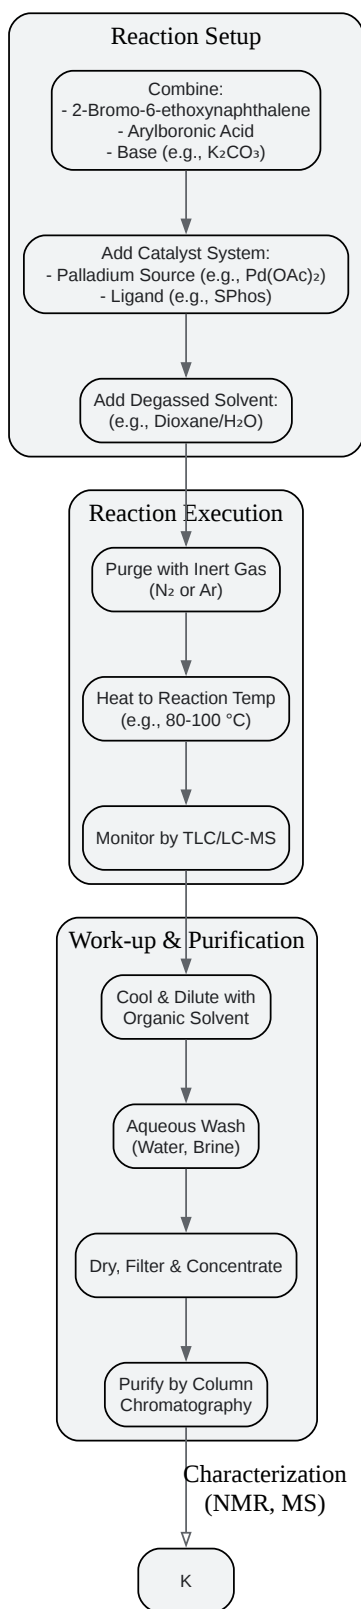 Reaction Setup
Combine:
- 2-Bromo-6-ethoxynaphthalene
- Arylboronic Acid
- Base (e.g., K₂CO₃)
Add Catalyst System:
- Palladium Source (e.g., Pd(OAc)₂)
- Ligand (e.g., SPhos)
Add Degassed Solvent:
(e.g., Dioxane/H₂O)
Reaction Execution
Purge with Inert Gas
(N₂ or Ar)
Heat to Reaction Temp
(e.g., 80-100 °C)
Monitor by TLC/LC-MS
Work-up & Purification
Cool & Dilute with
Organic Solvent
Aqueous Wash
(Water, Brine)
Dry, Filter & Concentrate
Purify by Column
Chromatography
Characterization
(NMR, MS)
K